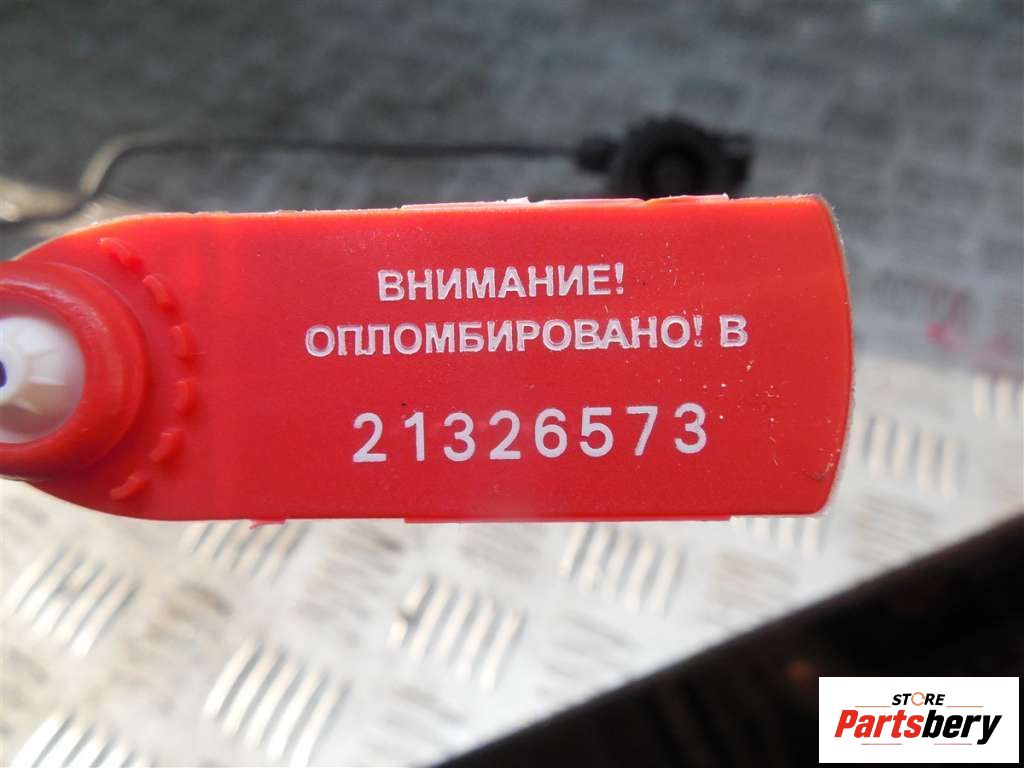 ВНИМАНИЕ!
ОПЛОМБИРОВАНО! В
21326573
STORE
Partsbery